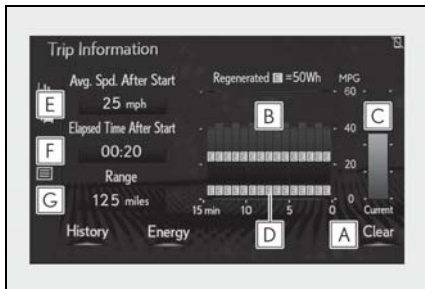 Trip Information
Avg. Spd. After Start
Regenerated E =50Wh
MPG
60
E
25 mph
B
C
Elapsed Time After Start
40
F
00:20
Range
20
G
125 miles
0
15 min
10
5
0
Current
D
A
History
Energy
Clear